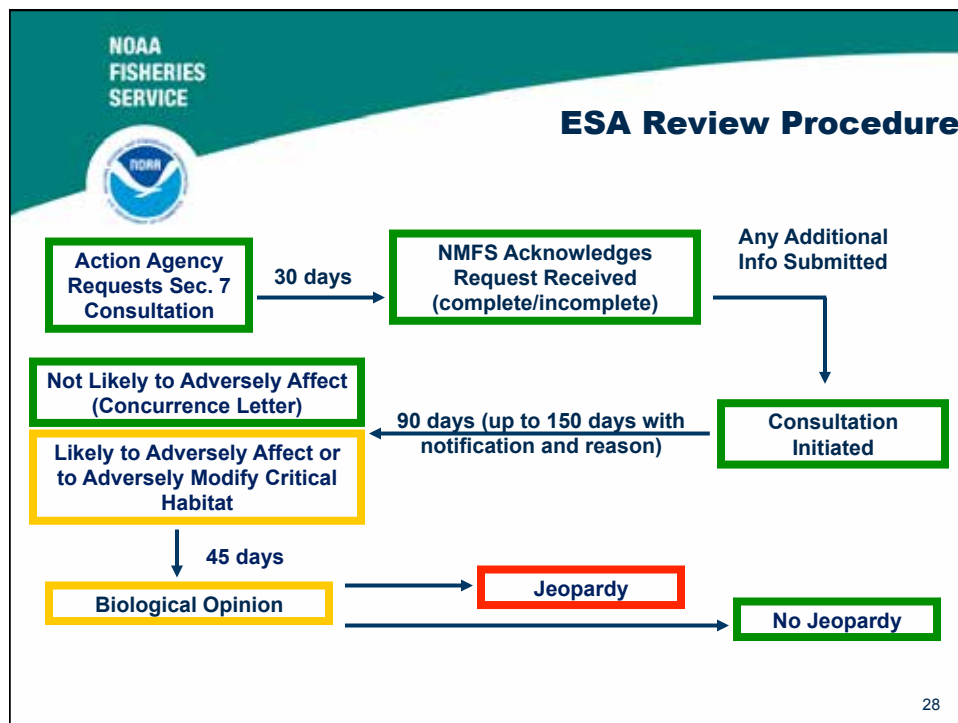 NOAA
FISHERIES
SERVICE
NOAA
ESA Review Procedure
Action Agency
Requests Sec. 7
Consultation
30 days
NMFS Acknowledges
Request Received
(complete/incomplete)
Any Additional
Info Submitted
Not Likely to Adversely Affect
(Concurrence Letter)
90 days (up to 150 days with
notification and reason)
Consultation
Initiated
Likely to Adversely Affect or
to Adversely Modify Critical
Habitat
45 days
Biological Opinion
Jeopardy
No Jeopardy
28